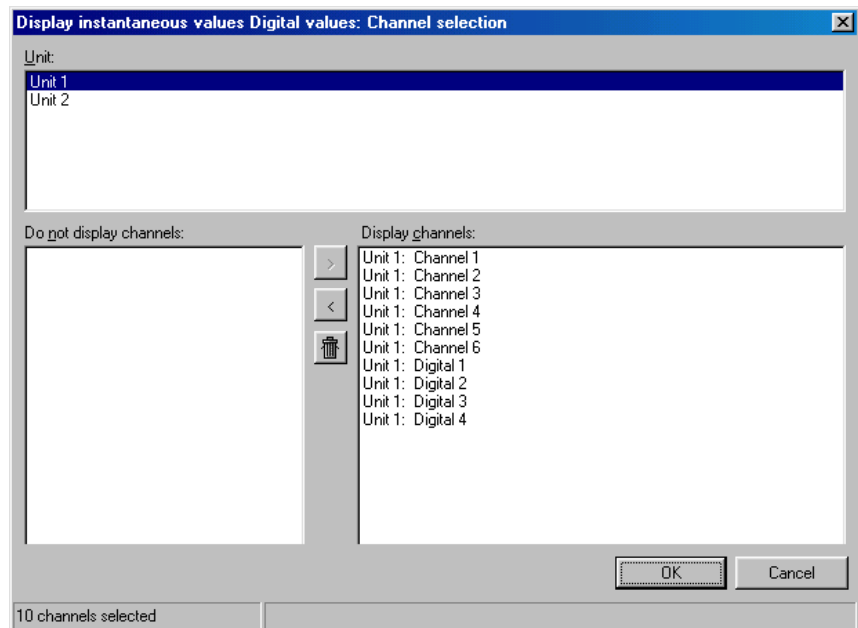 Display instantaneous values Digital values: Channel selection
Unit:
Unit 1
Unit 2
Do not display channels:
Display channels:
>
<
Unit 1: Channel 1
Unit 1: Channel 2
Unit 1: Channel 3
Unit 1: Channel 4
Unit 1: Channel 5
Unit 1: Channel 6
Unit 1: Digital 1
Unit 1: Digital 2
Unit 1: Digital 3
Unit 1: Digital 4
OK
Cancel
10 channels selected